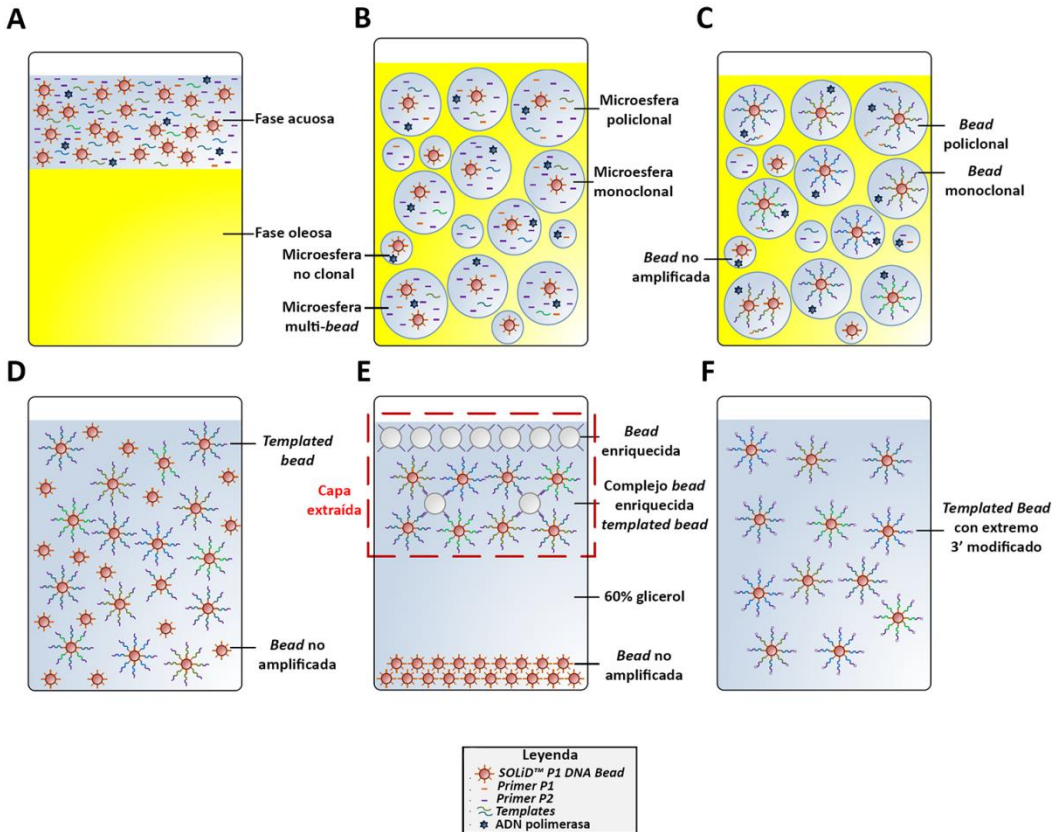 A
Fase acuosa
Fase oleosa
B
Microesfera
policlonal
Microesfera
monoclonal
Microesfera
no clonal
Microesfera
multi-bead
C
Bead
policlonal
Bead
monoclonal
Bead no
amplificada
D
Templated
bead
Bead no
amplificada
E
Capa
extraída
Bead
enriquecida
Complejo bead
enriquecida
templated bead
60% glicerol
Bead no
amplificada
F
Templated Bead
con extremo
3’ modificado
Leyenda
SOLiD™ P1 DNA Bead
Primer P1
Primer P2
Templates
ADN polimerasa